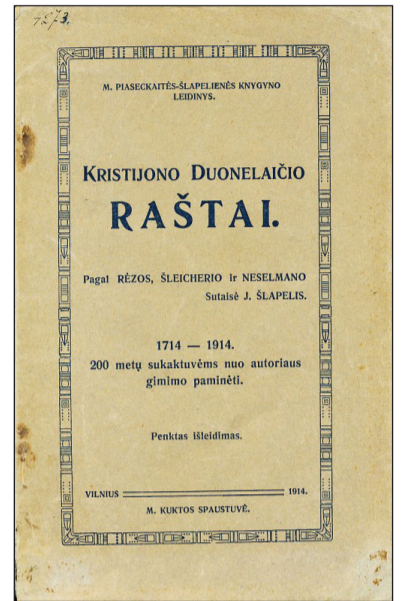 7273.
M. PIASECKAITĖS-ŠLAPELIENĖS KNYGYNO
LEIDINYS.
KRISTIJONO DUONELAIČIO
RAŠTAI.
Pagal RĖZOS, ŠLEICHERIO ir NESELMANO
Sutaisė J. ŠLAPELIS.
1714 — 1914.
200 metų sukaktuvėms nuo autoriaus
gimimo paminėti.
Penktas išleidimas.
VILNIUS 1914.
M. KUKTOS SPAUSTUVĖ.